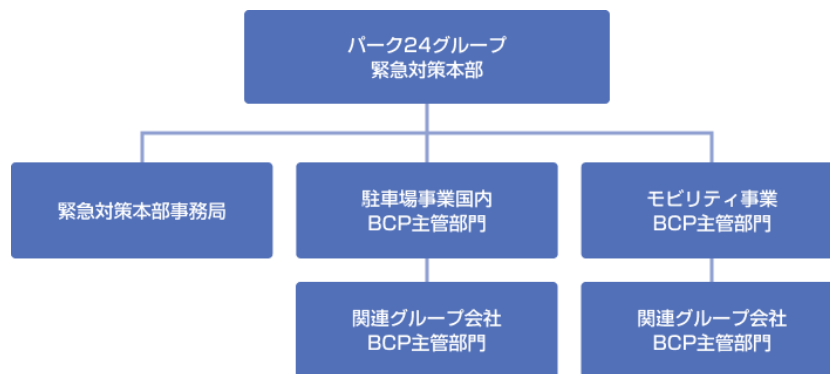 パーク24グループ
緊急対策本部
緊急対策本部事務局
駐車場事業国内
BCP主管部門
モビリティ事業
BCP主管部門
関連グループ会社
BCP主管部門
関連グループ会社
BCP主管部門